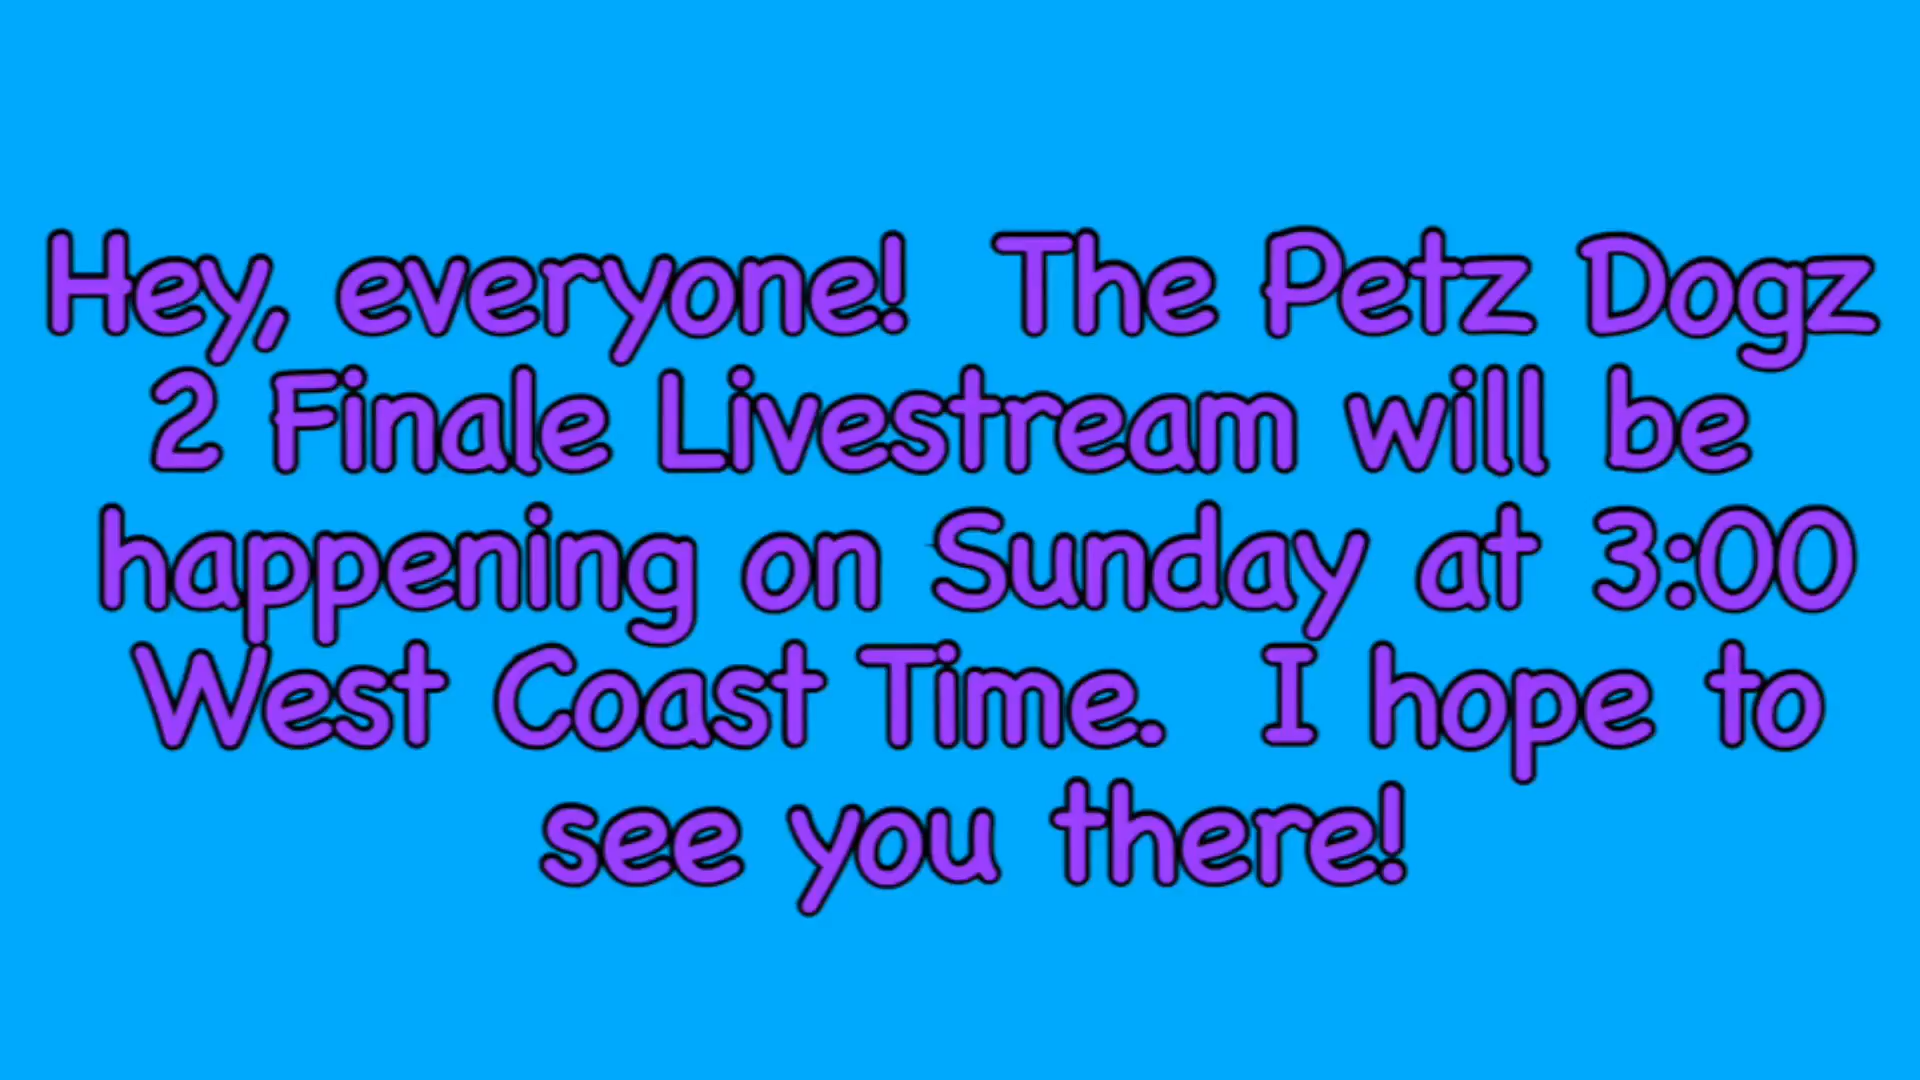 Hey, everyone!  The Petz Dogz
2 Finale Livestream will be
happening on Sunday at 3:00
West Coast Time.  I hope to
see you there!